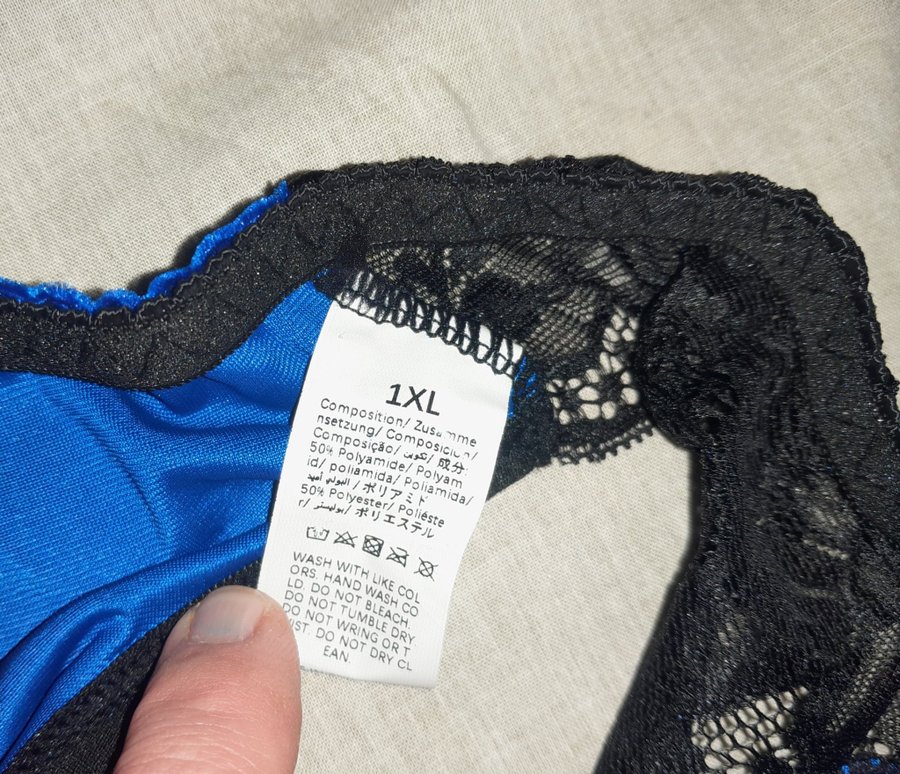 1XL
Composition/ Zusamme
nsetzung/ Composición/
Composição/ تكوين/ 成分:
50% Polyamide/ Polyam
id/ poliamida/ poliamida/
البولي أميد / ポリアミド
50% Polyester/ Poliéste
r/ بوليستر/ ポリエステル
WASH WITH LIKE COL
ORS. HAND WASH CO
LD. DO NOT BLEACH.
DO NOT TUMBLE DRY.
DO NOT WRING OR T
IST. DO NOT DRY CL
EAN.